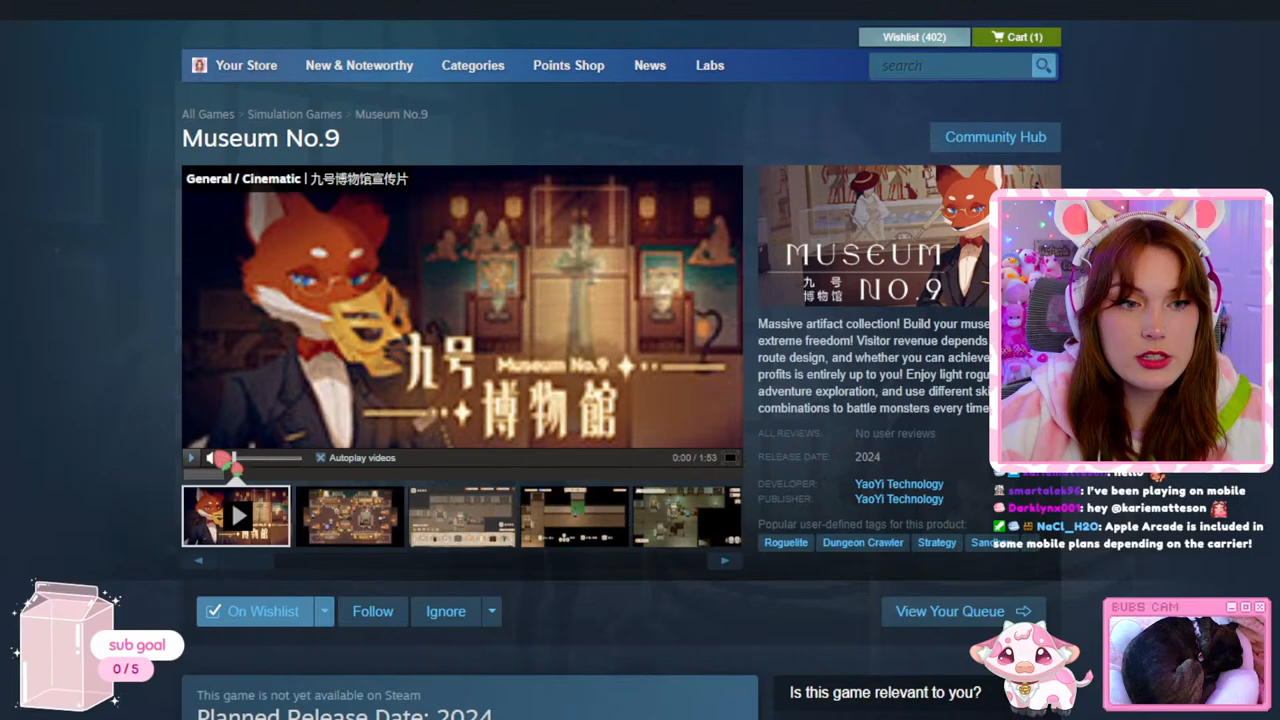 Wishlist (402)
Cart (1)
Your Store
New & Noteworthy
Categories
Points Shop
News
Labs
search
All Games > Simulation Games > Museum No.9
Museum No.9
Community Hub
General / Cinematic | 九号博物馆宣传片
九号
Museum No.9
博物館
MUSEUM
九号
博物馆
NO.9
Massive artifact collection! Build your muse
extreme freedom! Visitor revenue depends
route design, and whether you can achieve
profits is entirely up to you! Enjoy light rogu
adventure exploration, and use different ski
combinations to battle monsters every time
ALL REVIEWS: No user reviews
RELEASE DATE: 2024
DEVELOPER: YaoYi Technology
PUBLISHER: YaoYi Technology
Popular user-defined tags for this product:
Roguelite
Dungeon Crawler
Strategy
Autoplay videos
0:00 / 1:53
On Wishlist
Follow
Ignore
View Your Queue
This game is not yet available on Steam
Planned Release Date: 2024
Is this game relevant to you?
hello
smartalek96: I've been playing on mobile
Darklynx009: hey @kariematteson
NaCl_H2O: Apple Arcade is included in
some mobile plans depending on the carrier!
sub goal
0 / 5
BUBS CAM